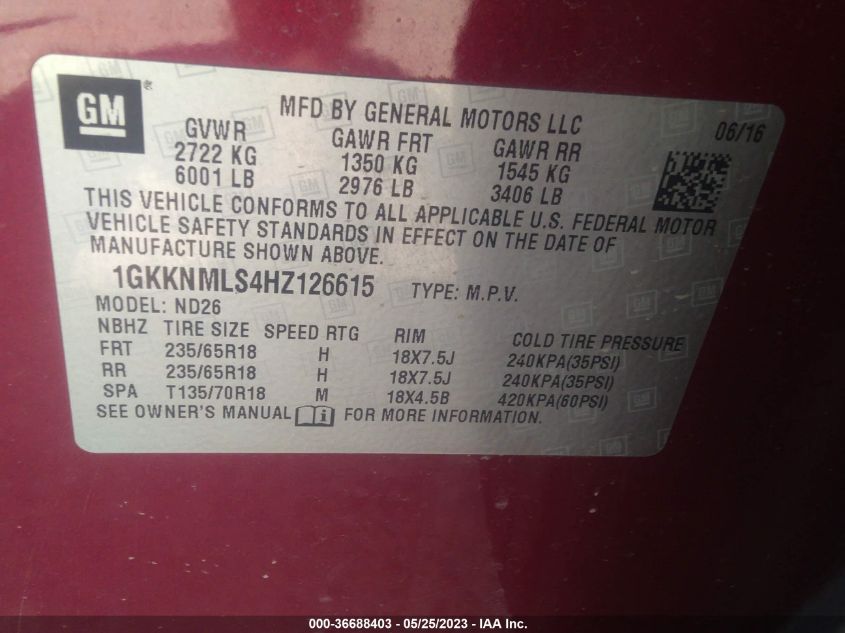 GM
MFD BY GENERAL MOTORS LLC
06/16
GVWR GAWR FRT GAWR RR
2722 KG 1350 KG 1545 KG
6001 LB 2976 LB 3406 LB
THIS VEHICLE CONFORMS TO ALL APPLICABLE U.S. FEDERAL MOTOR
VEHICLE SAFETY STANDARDS IN EFFECT ON THE DATE OF
MANUFACTURE SHOWN ABOVE.
1GKKNMLS4HZ126615 TYPE: M.P.V.
MODEL: ND26
NBHZ TIRE SIZE SPEED RTG RIM COLD TIRE PRESSURE
FRT 235/65R18 H 18X7.5J 240KPA(35PSI)
RR 235/65R18 H 18X7.5J 240KPA(35PSI)
SPA T135/70R18 M 18X4.5B 420KPA(60PSI)
SEE OWNER'S MANUAL FOR MORE INFORMATION.
000-36688403 - 05/25/2023 - IAA Inc.